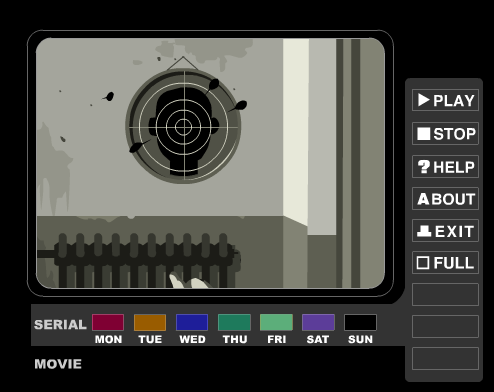 PLAY
STOP
HELP
ABOUT
EXIT
FULL
SERIAL
MON TUE WED THU FRI SAT SUN
MOVIE